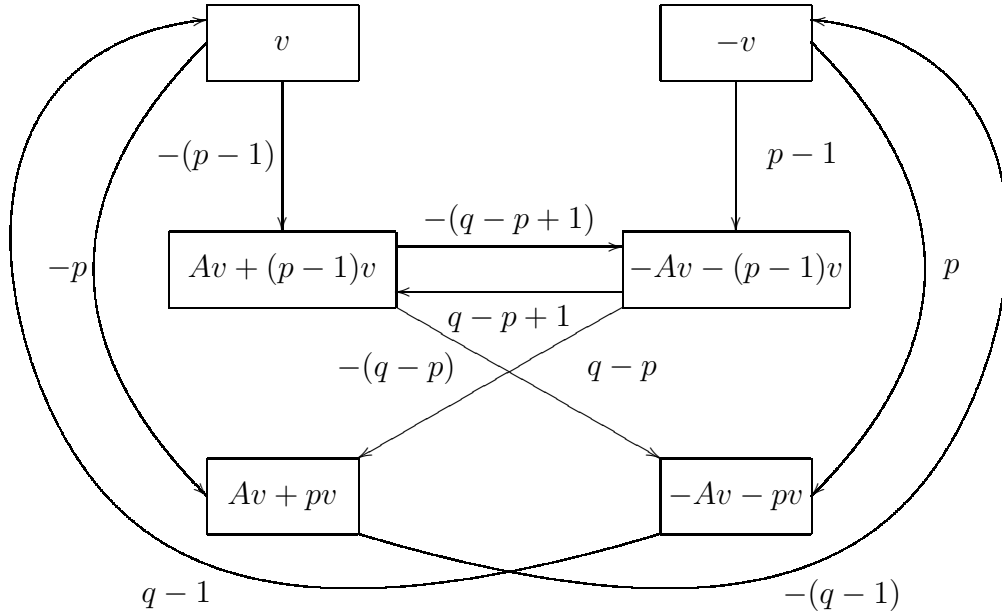 v −v
−(p − 1) p − 1
−(q − p + 1)
−p Av + (p − 1)v −Av − (p − 1)v p
q − p + 1
−(q − p) q − p
Av + pv −Av − pv
q − 1 −(q − 1)